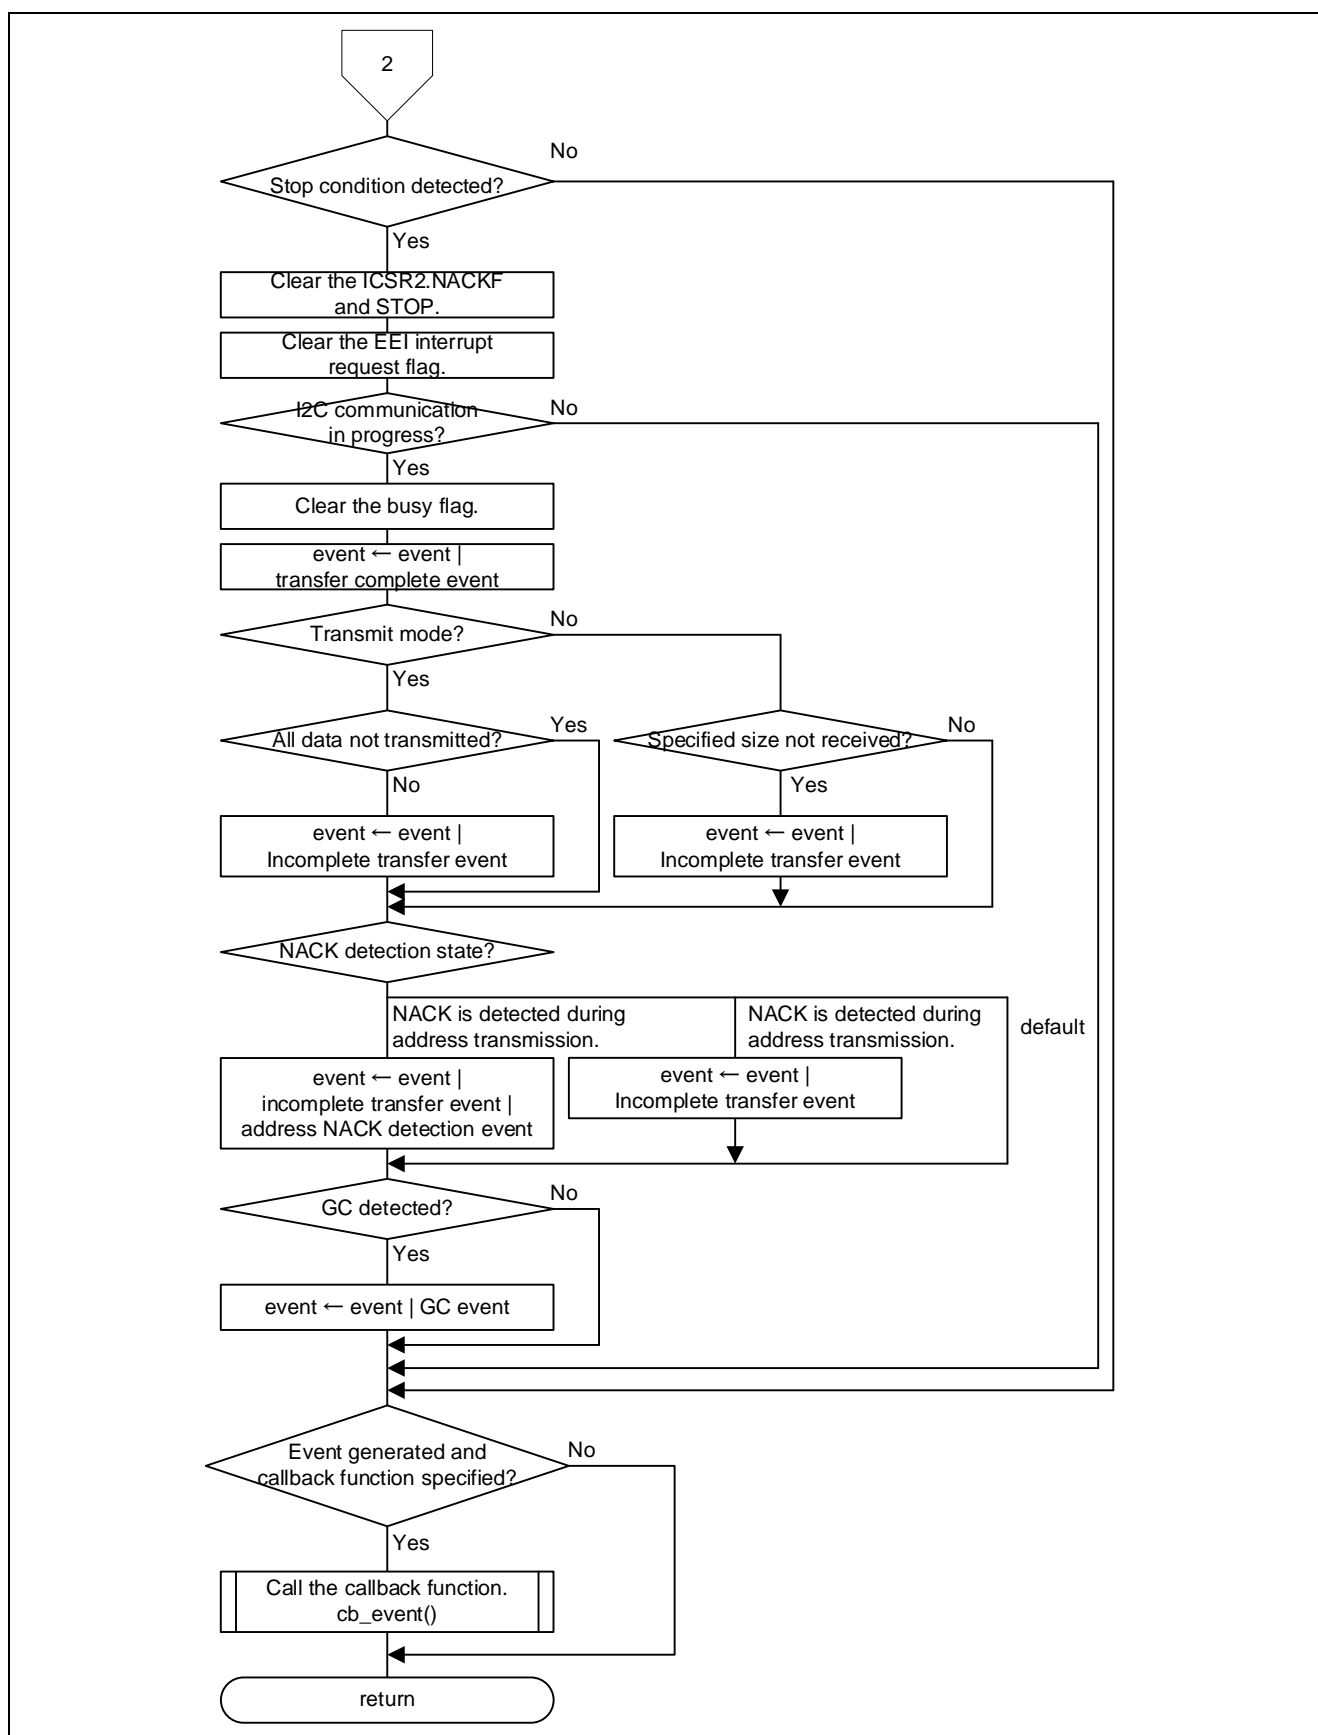 2
No
Stop condition detected?
Yes
Clear the ICSR2.NACKF
and STOP.
Clear the EEI interrupt
request flag.
I2C communication
in progress?
No
Yes
Clear the busy flag.
event ← event |
transfer complete event
No
Transmit mode?
Yes
All data not transmitted?
Yes
Specified size not received?
No
No
Yes
event ← event |
Incomplete transfer event
event ← event |
Incomplete transfer event
NACK detection state?
NACK is detected during
address transmission.
NACK is detected during
address transmission.
default
event ← event |
incomplete transfer event |
address NACK detection event
event ← event |
Incomplete transfer event
No
GC detected?
Yes
event ← event | GC event
Event generated and
callback function specified?
No
Yes
Call the callback function.
cb_event()
return